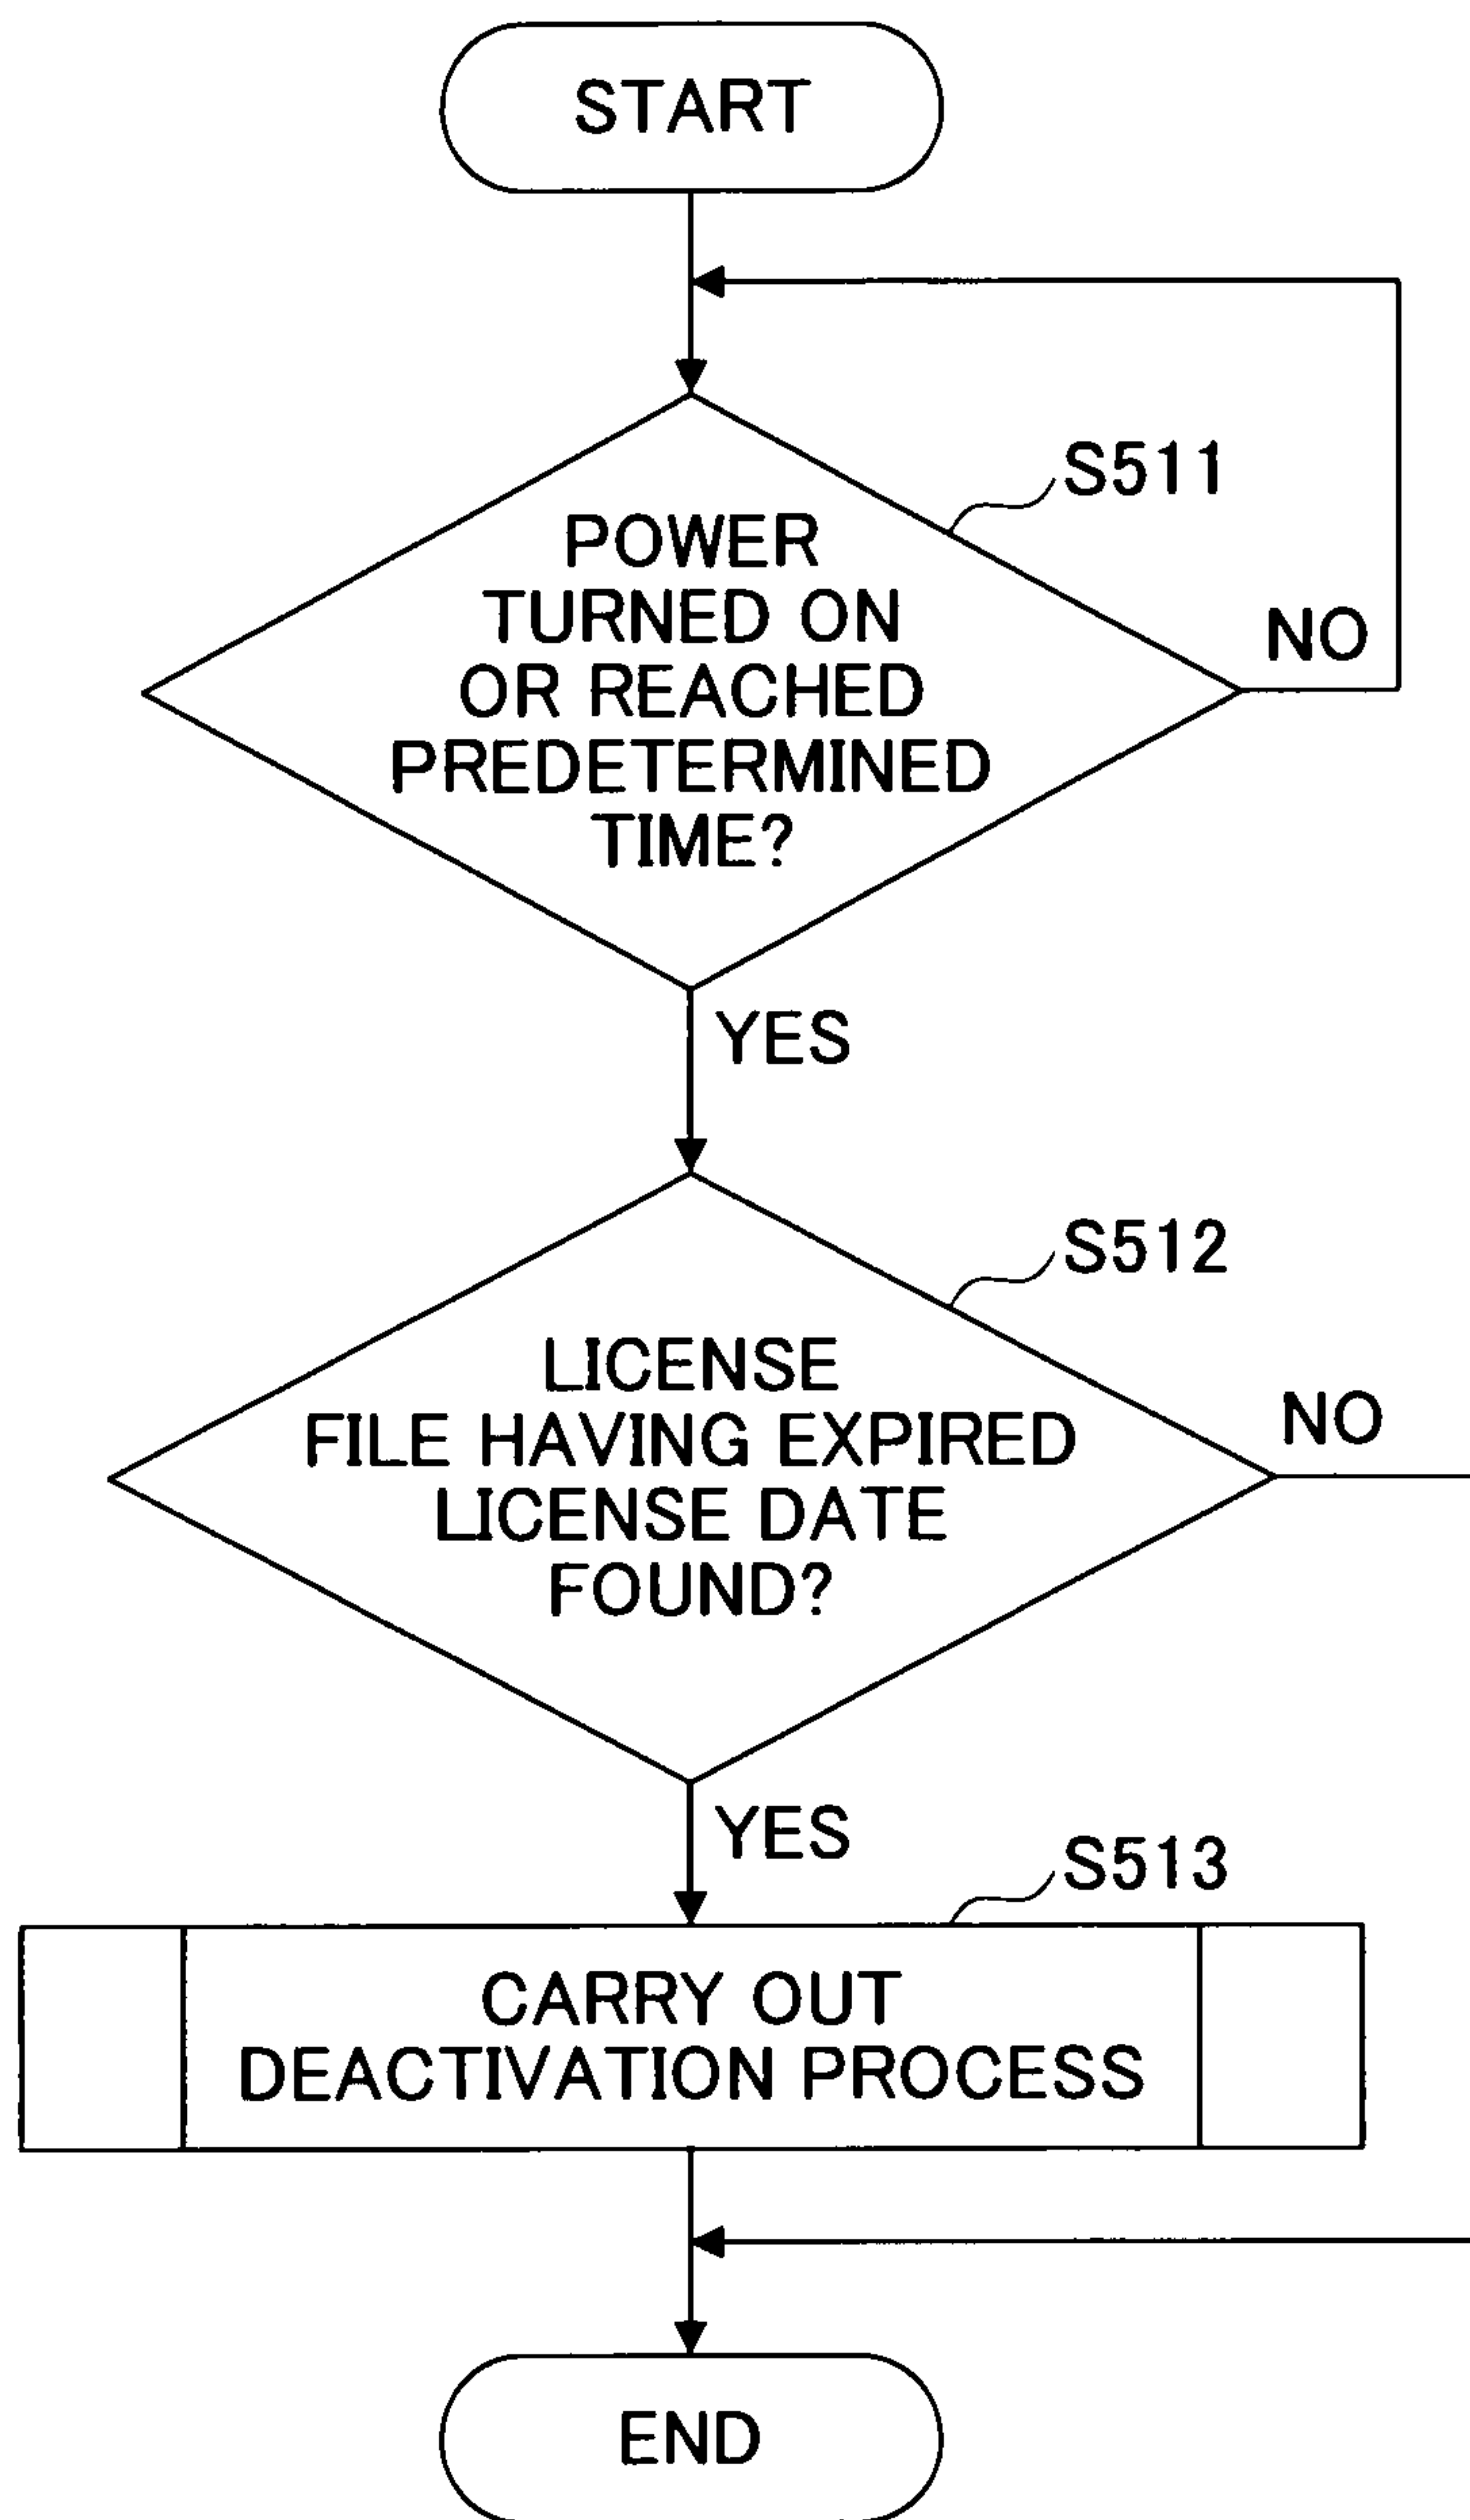 START
S511
POWER
TURNED ON
OR REACHED
PREDETERMINED
TIME?
NO
YES
S512
LICENSE
FILE HAVING EXPIRED
LICENSE DATE
FOUND?
NO
YES
S513
CARRY OUT
DEACTIVATION PROCESS
END